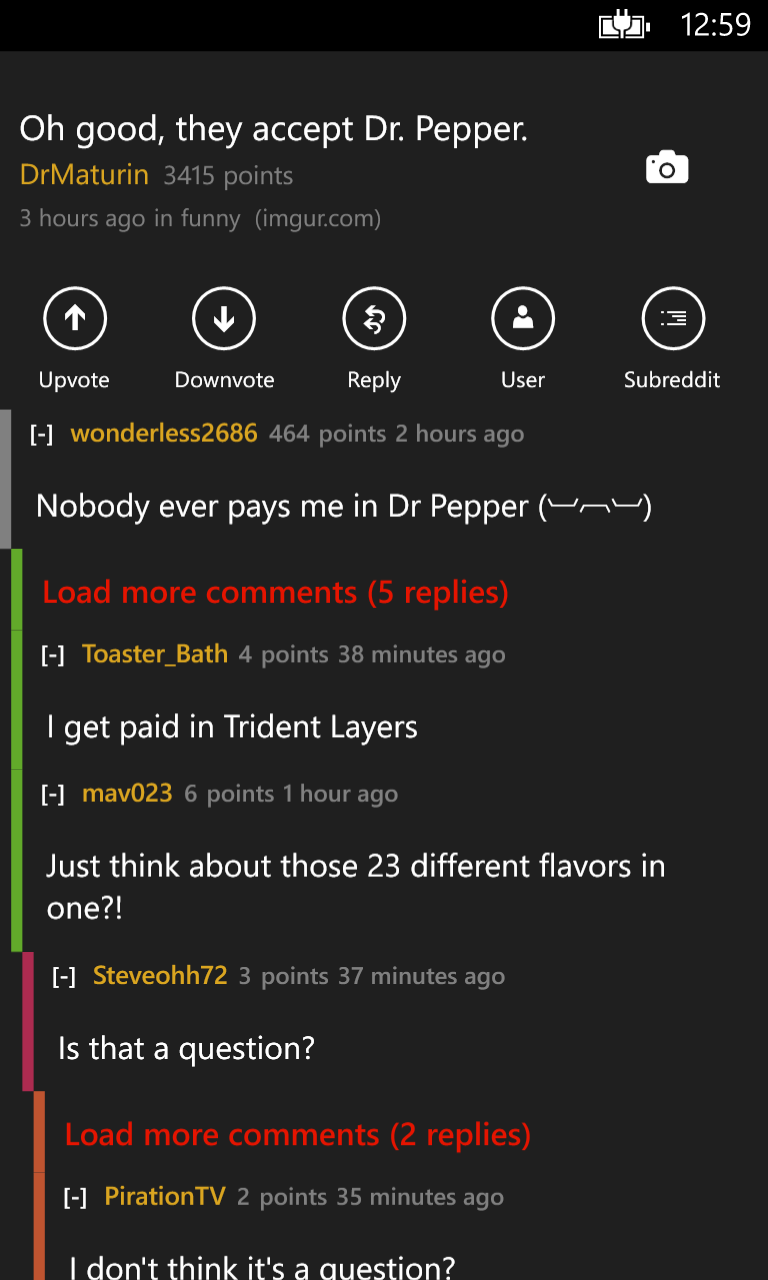 12:59
Oh good, they accept Dr. Pepper.
DrMaturin 3415 points
3 hours ago in funny (imgur.com)
Upvote Downvote Reply User Subreddit
[-] wonderless2686 464 points 2 hours ago
Nobody ever pays me in Dr Pepper (︶︹︶)
Load more comments (5 replies)
[-] Toaster_Bath 4 points 38 minutes ago
I get paid in Trident Layers
[-] mav023 6 points 1 hour ago
Just think about those 23 different flavors in
one?!
[-] Steveohh72 3 points 37 minutes ago
Is that a question?
Load more comments (2 replies)
[-] PirationTV 2 points 35 minutes ago
I don't think it's a question?